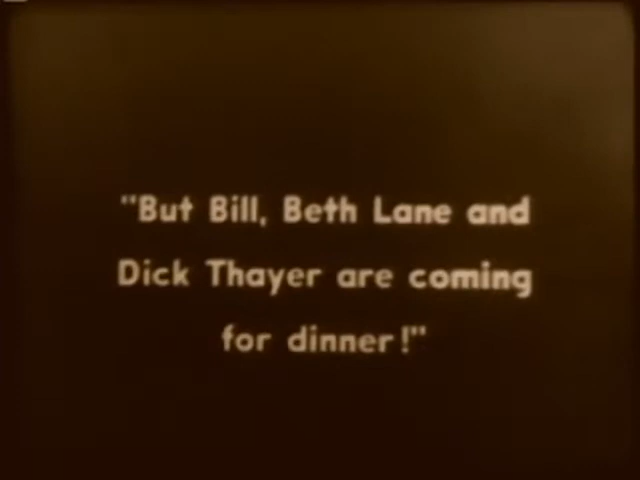 "But Bill, Beth Lane and
Dick Thayer are coming
for dinner!"